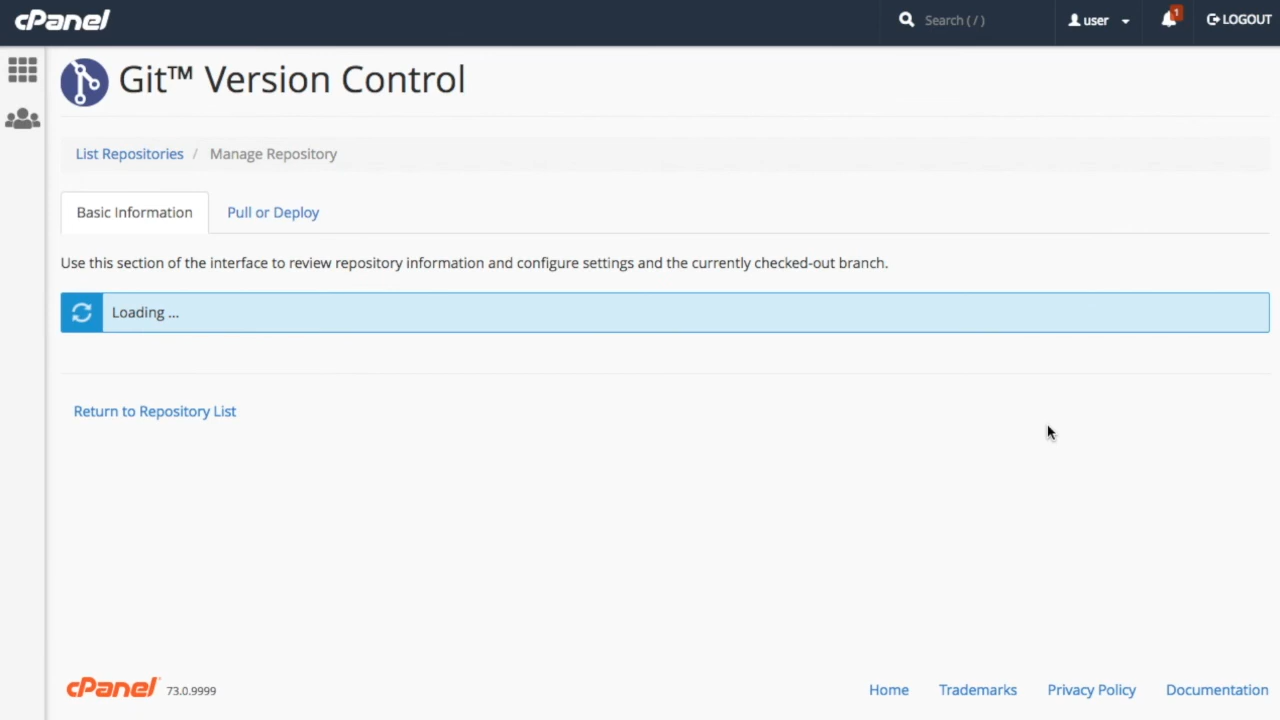 cPanel
Search ( / )
user
1
LOGOUT
Git™ Version Control
List Repositories / Manage Repository
Basic Information
Pull or Deploy
Use this section of the interface to review repository information and configure settings and the currently checked-out branch.
Loading ...
Return to Repository List
cPanel 73.0.9999
Home
Trademarks
Privacy Policy
Documentation